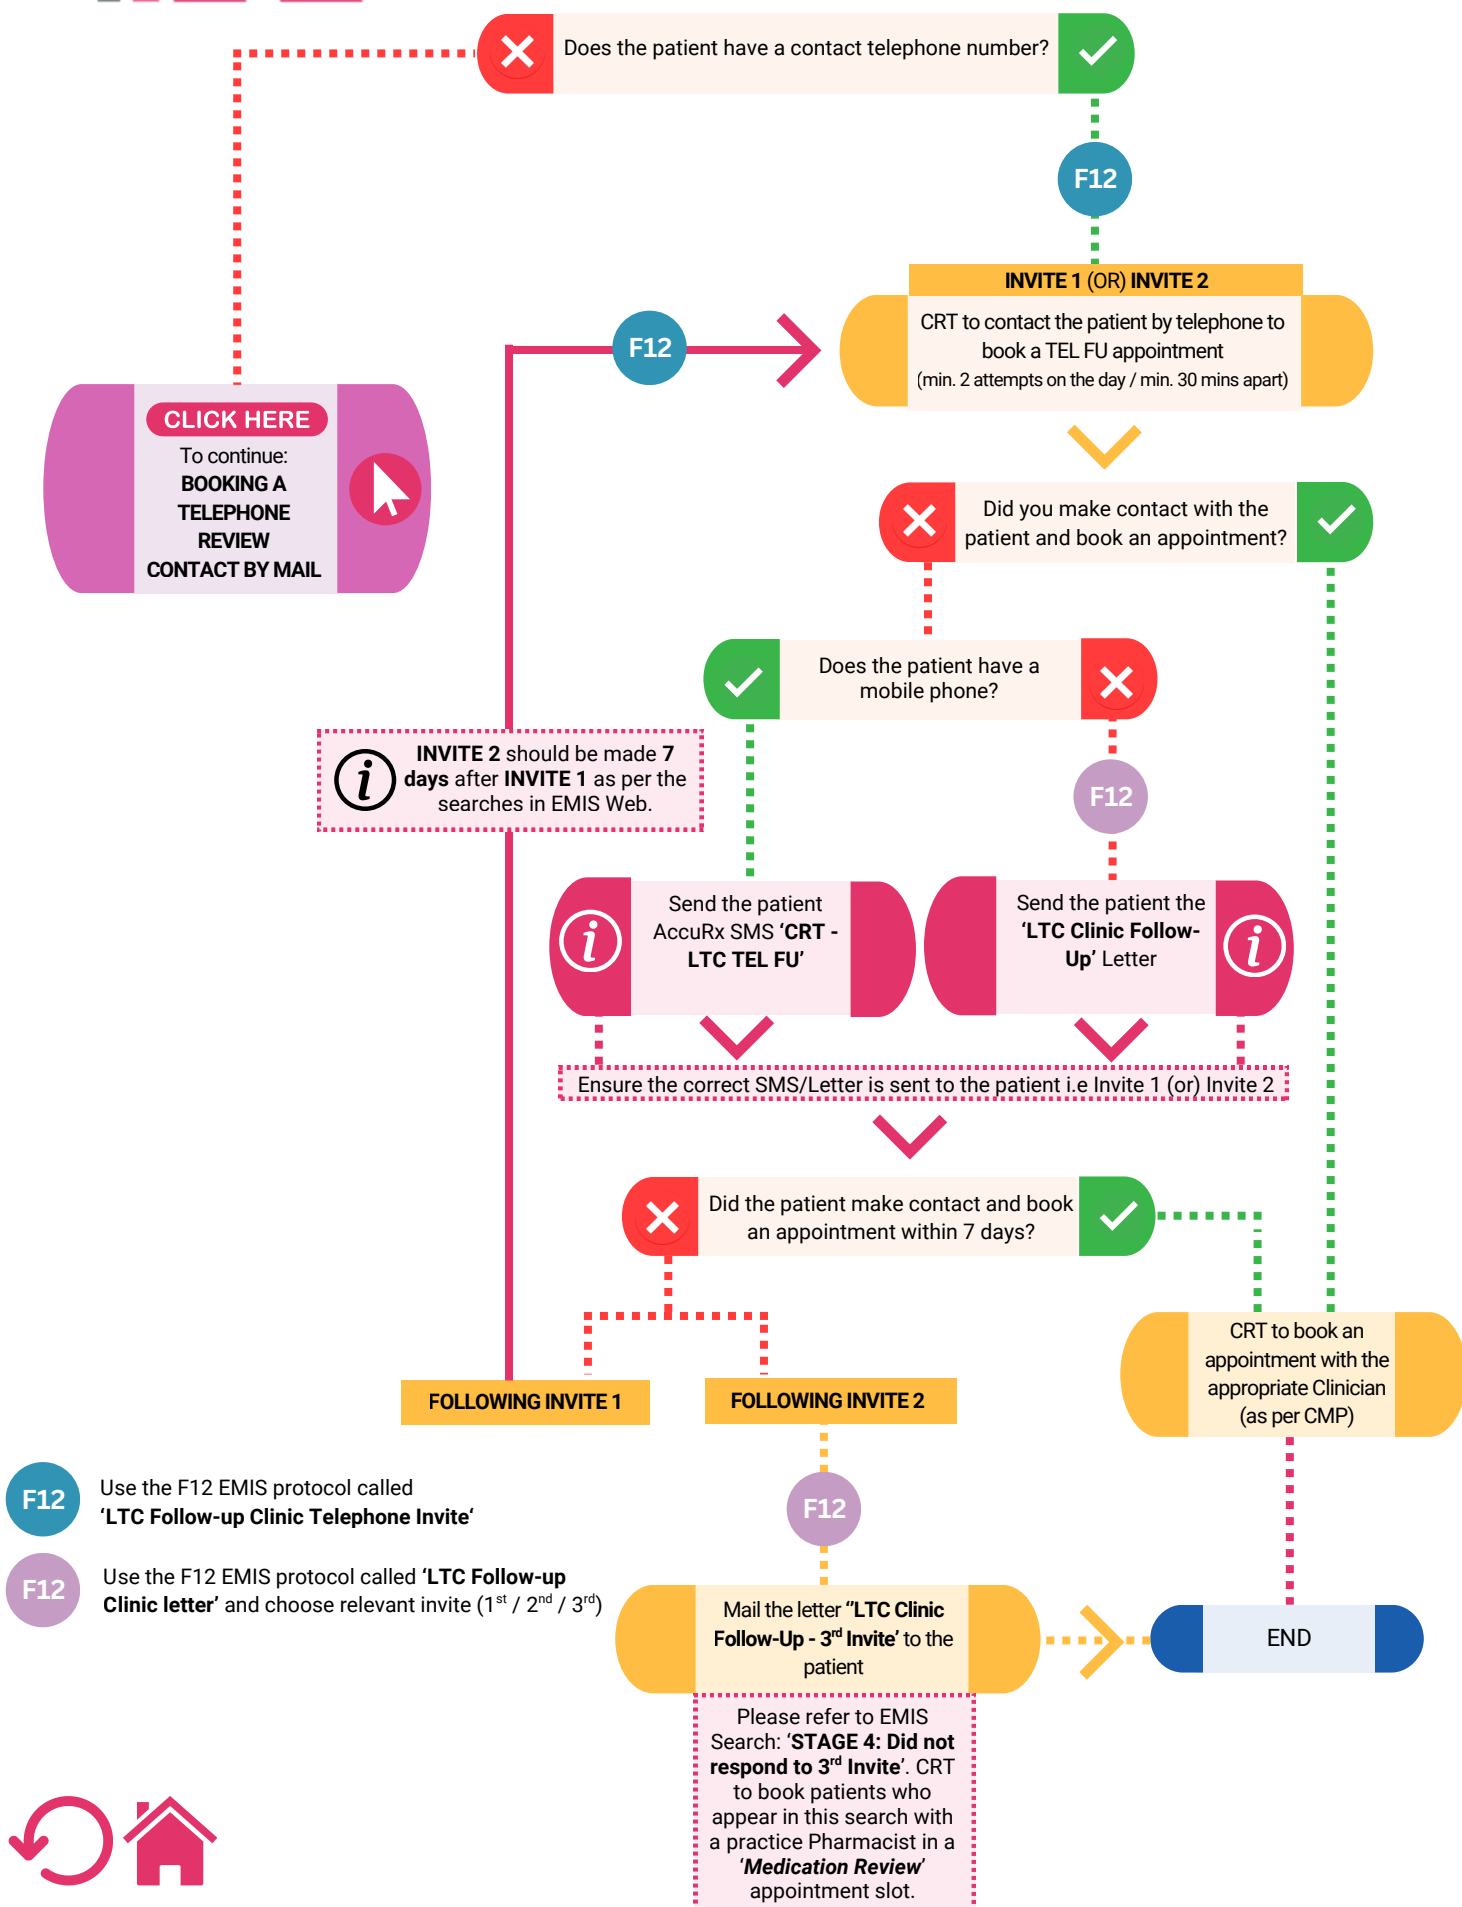 Does the patient have a contact telephone number?
F12
INVITE 1 (OR) INVITE 2
CRT to contact the patient by telephone to
book a TEL FU appointment
(min. 2 attempts on the day / min. 30 mins apart)
F12
CLICK HERE
To continue:
BOOKING A
TELEPHONE
REVIEW
CONTACT BY MAIL
Did you make contact with the
patient and book an appointment?
Does the patient have a
mobile phone?
INVITE 2 should be made 7
days after INVITE 1 as per the
searches in EMIS Web.
F12
Send the patient
AccuRx SMS ‘CRT -
LTC TEL FU’
Send the patient the
‘LTC Clinic Follow-
Up’ Letter
Ensure the correct SMS/Letter is sent to the patient i.e Invite 1 (or) Invite 2
Did the patient make contact and book
an appointment within 7 days?
CRT to book an
appointment with the
appropriate Clinician
(as per CMP)
FOLLOWING INVITE 1
FOLLOWING INVITE 2
F12
Use the F12 EMIS protocol called
‘LTC Follow-up Clinic Telephone Invite‘
F12
F12
Use the F12 EMIS protocol called ‘LTC Follow-up
Clinic letter’ and choose relevant invite (1st / 2nd / 3rd)
Mail the letter ‘’LTC Clinic
Follow-Up - 3rd Invite’ to the
patient
END
Please refer to EMIS
Search: ‘STAGE 4: Did not
respond to 3rd Invite’. CRT
to book patients who
appear in this search with
a practice Pharmacist in a
‘Medication Review’
appointment slot.